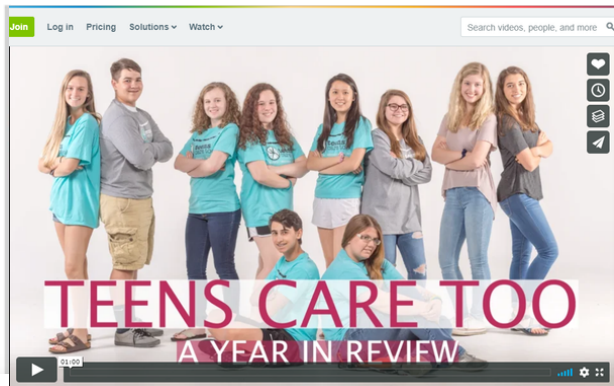 Join Log in Pricing Solutions Watch Search videos, people, and more
TEENS CARE TOO
A YEAR IN REVIEW
01:00